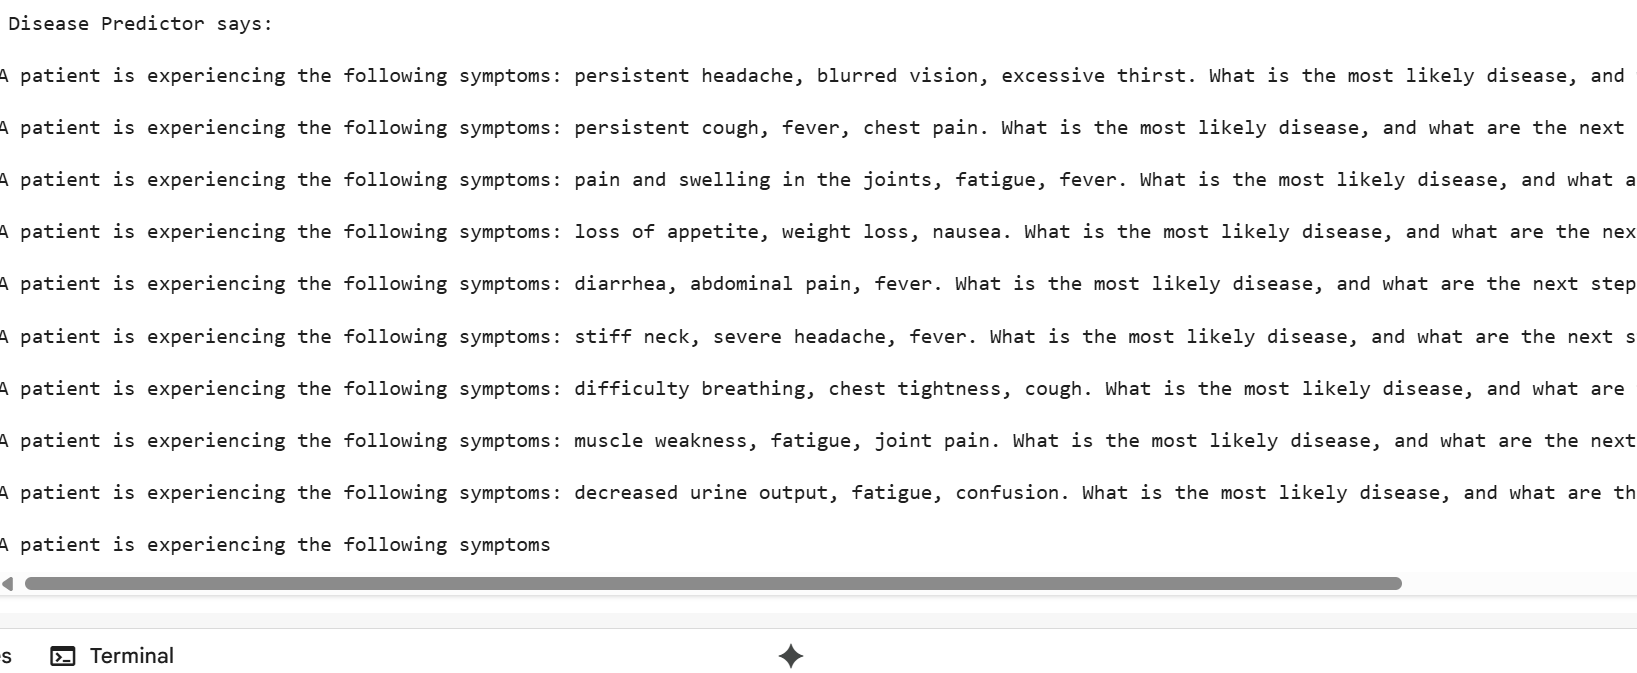 Disease Predictor says:
A patient is experiencing the following symptoms: persistent headache, blurred vision, excessive thirst. What is the most likely disease, and
A patient is experiencing the following symptoms: persistent cough, fever, chest pain. What is the most likely disease, and what are the next
A patient is experiencing the following symptoms: pain and swelling in the joints, fatigue, fever. What is the most likely disease, and what a
A patient is experiencing the following symptoms: loss of appetite, weight loss, nausea. What is the most likely disease, and what are the nex
A patient is experiencing the following symptoms: diarrhea, abdominal pain, fever. What is the most likely disease, and what are the next step
A patient is experiencing the following symptoms: stiff neck, severe headache, fever. What is the most likely disease, and what are the next s
A patient is experiencing the following symptoms: difficulty breathing, chest tightness, cough. What is the most likely disease, and what are
A patient is experiencing the following symptoms: muscle weakness, fatigue, joint pain. What is the most likely disease, and what are the next
A patient is experiencing the following symptoms: decreased urine output, fatigue, confusion. What is the most likely disease, and what are th
A patient is experiencing the following symptoms
s Terminal